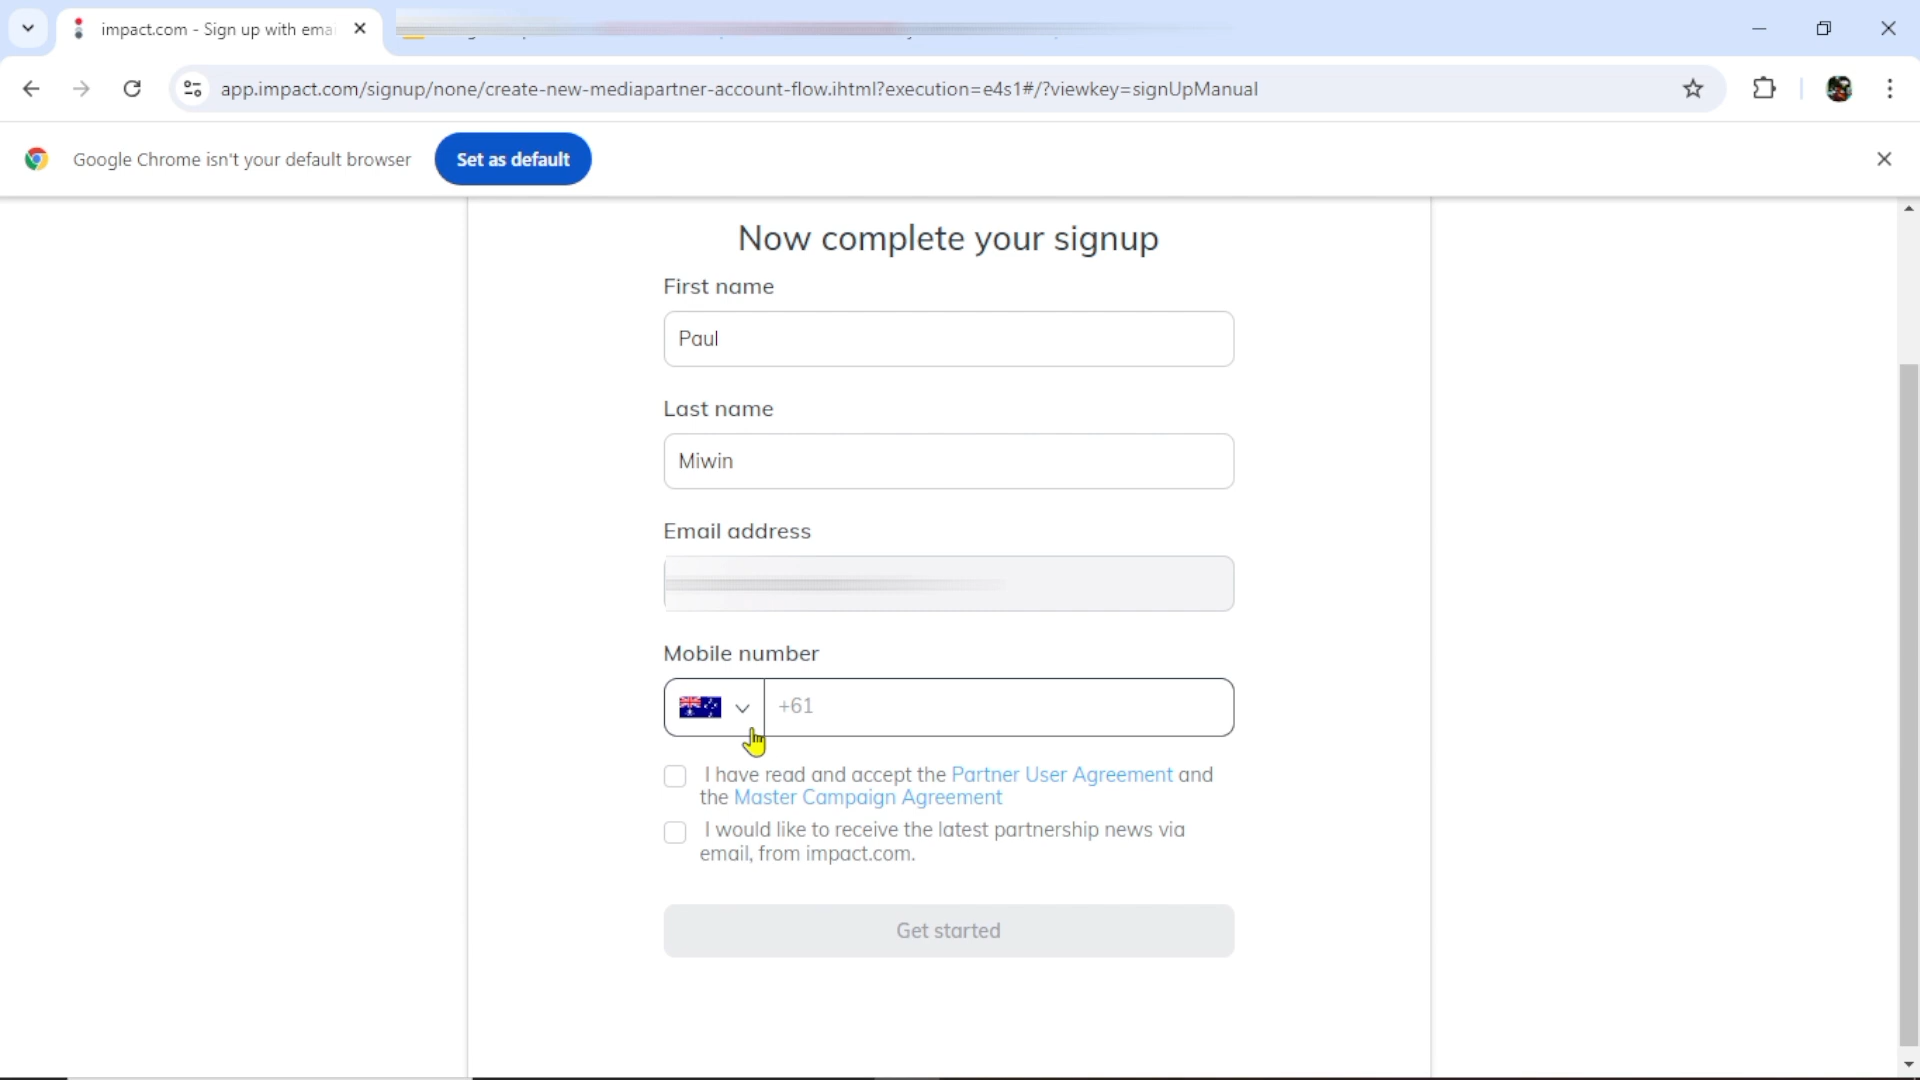 impact.com - Sign up with ema
app.impact.com/signup/none/create-new-mediapartner-account-flow.ihtml?execution=e4s1#/?viewkey=signUpManual
Google Chrome isn't your default browser
Set as default
Now complete your signup
First name
Paul
Last name
Miwin
Email address
Mobile number
+61
I have read and accept the Partner User Agreement and
the Master Campaign Agreement
I would like to receive the latest partnership news via
email, from impact.com.
Get started